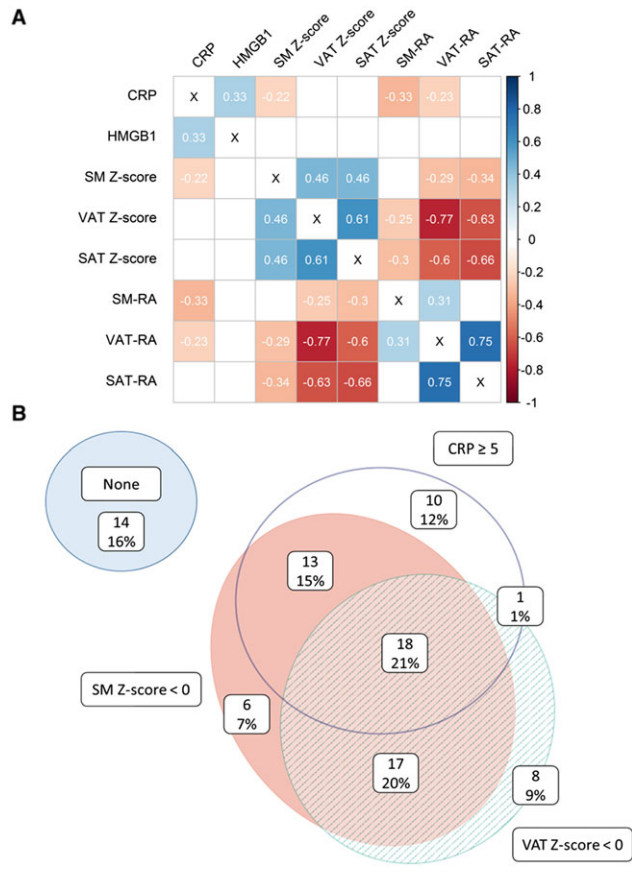 A
CRP HMGB1 SM Z-score VAT Z-score SAT Z-score SM-RA VAT-RA SAT-RA
CRP X 0.33 -0.22 -0.33 -0.23
HMGB1 0.33 X
SM Z-score -0.22 X 0.46 0.46 -0.29 -0.34
VAT Z-score 0.46 X 0.61 -0.25 -0.77 -0.63
SAT Z-score 0.46 0.61 X -0.3 -0.6 -0.66
SM-RA -0.33 -0.25 -0.3 X 0.31
VAT-RA -0.23 -0.29 -0.77 -0.6 0.31 X 0.75
SAT-RA -0.34 -0.63 -0.66 0.75 X
1
0.8
0.6
0.4
0.2
0
-0.2
-0.4
-0.6
-0.8
-1
B
CRP ≥ 5
None
14
16%
10
12%
13
15%
1
1%
18
21%
SM Z-score < 0
6
7%
17
20%
8
9%
VAT Z-score < 0